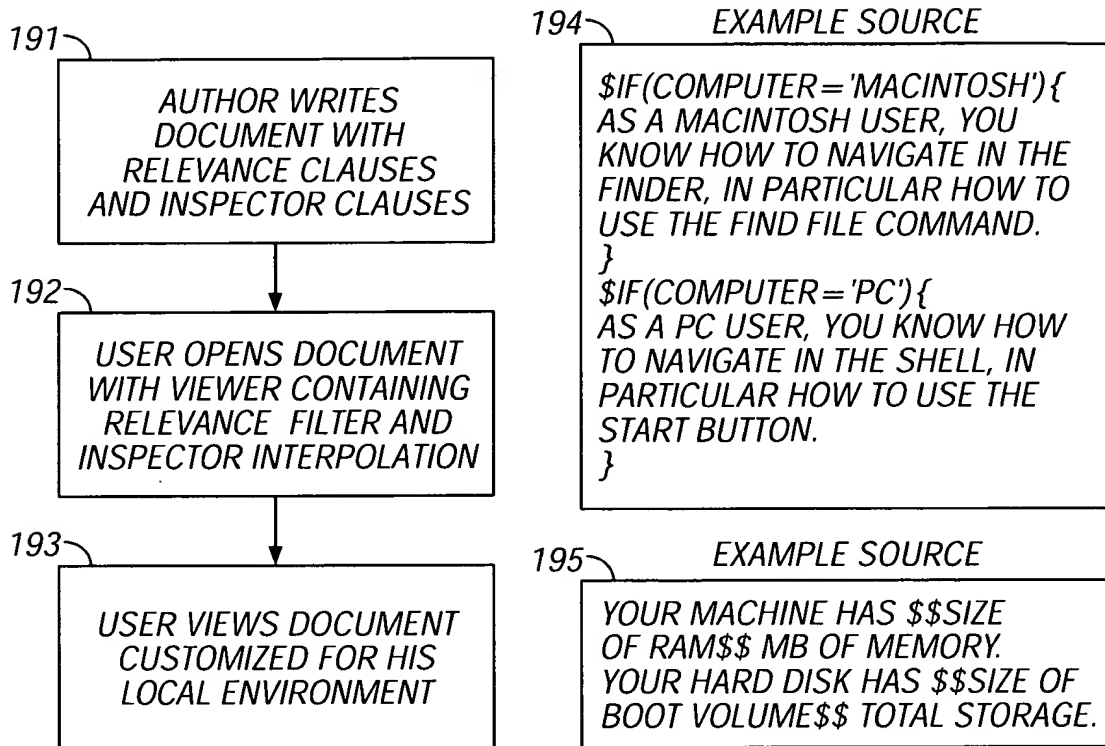 191
AUTHOR WRITES
DOCUMENT WITH
RELEVANCE CLAUSES
AND INSPECTOR CLAUSES
192
USER OPENS DOCUMENT
WITH VIEWER CONTAINING
RELEVANCE FILTER AND
INSPECTOR INTERPOLATION
193
USER VIEWS DOCUMENT
CUSTOMIZED FOR HIS
LOCAL ENVIRONMENT
194
EXAMPLE SOURCE
$IF(COMPUTER='MACINTOSH'){
AS A MACINTOSH USER, YOU
KNOW HOW TO NAVIGATE IN THE
FINDER, IN PARTICULAR HOW TO
USE THE FIND FILE COMMAND.
}
$IF(COMPUTER='PC'){
AS A PC USER, YOU KNOW HOW
TO NAVIGATE IN THE SHELL, IN
PARTICULAR HOW TO USE THE
START BUTTON.
}
195
EXAMPLE SOURCE
YOUR MACHINE HAS $$SIZE
OF RAM$$ MB OF MEMORY.
YOUR HARD DISK HAS $$SIZE OF
BOOT VOLUME$$ TOTAL STORAGE.